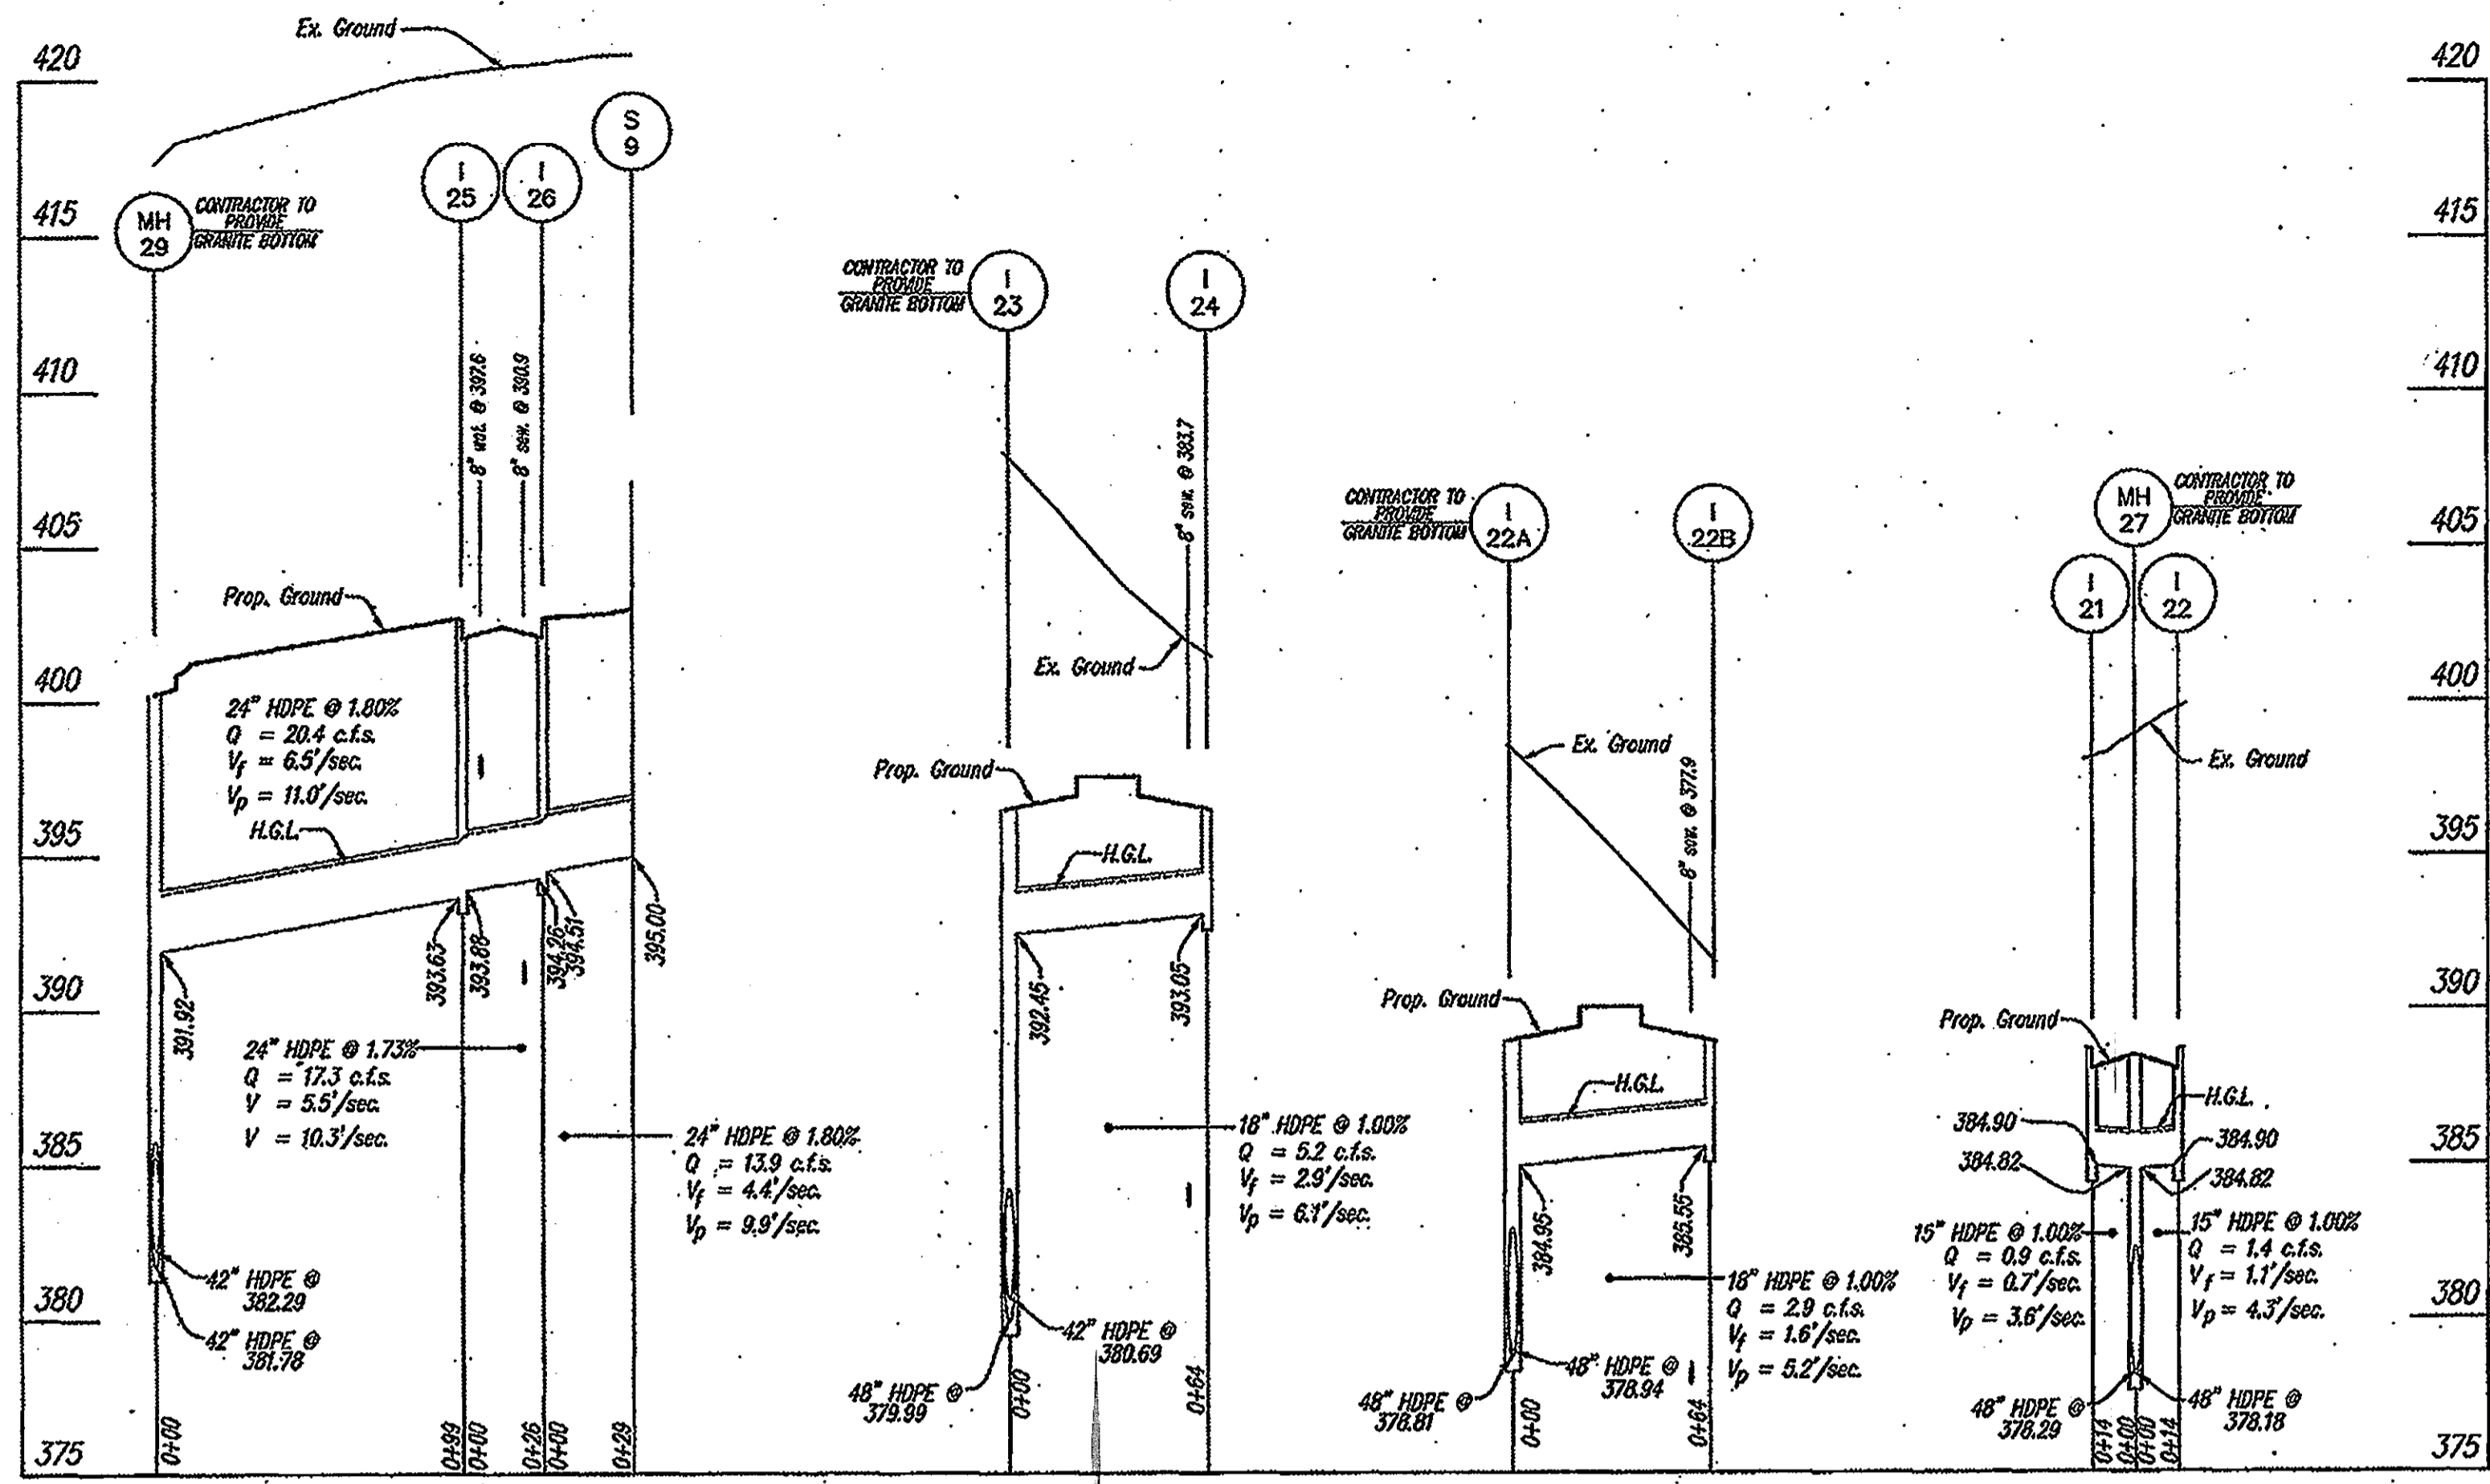 420
415
410
405
400
395
390
385
380
375
Ex. Ground
MH
29
CONTRACTOR TO
PROVIDE
GRANITE BOTTOM
I
25
I
26
S
9
8" wat. @ 397.6
8" sew. @ 390.9
Prop. Ground
24" HDPE @ 1.80%
Q = 20.4 c.f.s.
Vf = 6.5'/sec.
Vp = 11.0'/sec.
H.G.L.
391.92
393.63
393.88
394.26
394.51
395.00
24" HDPE @ 1.73%
Q = 17.3 c.f.s.
V = 5.5'/sec.
V = 10.3'/sec.
24" HDPE @ 1.80%
Q = 13.9 c.f.s.
Vf = 4.4'/sec.
Vp = 9.9'/sec.
42" HDPE @
382.29
42" HDPE @
381.78
0+00
0+99
0+00
0+26
0+00
0+29
CONTRACTOR TO
PROVIDE
GRANITE BOTTOM
I
23
I
24
8" sew. @ 383.7
Ex. Ground
Prop. Ground
H.G.L.
392.45
393.05
18" HDPE @ 1.00%
Q = 5.2 c.f.s.
Vf = 2.9'/sec.
Vp = 6.1'/sec.
42" HDPE @
380.69
48" HDPE @
379.99
0+00
0+64
CONTRACTOR TO
PROVIDE
GRANITE BOTTOM
I
22A
I
22B
Ex. Ground
8" sew. @ 377.9
Prop. Ground
H.G.L.
384.95
385.55
18" HDPE @ 1.00%
Q = 2.9 c.f.s.
Vf = 1.6'/sec.
Vp = 5.2'/sec.
48" HDPE @
378.94
48" HDPE @
378.81
0+00
0+64
MH
27
CONTRACTOR TO
PROVIDE
GRANITE BOTTOM
I
21
I
22
Ex. Ground
Prop. Ground
H.G.L.
384.90
384.82
384.90
384.82
15" HDPE @ 1.00%
Q = 0.9 c.f.s.
Vf = 0.7'/sec.
Vp = 3.6'/sec.
15" HDPE @ 1.00%
Q = 1.4 c.f.s.
Vf = 1.1'/sec.
Vp = 4.3'/sec.
48" HDPE @
378.29
48" HDPE @
378.18
0+14
0+00
0+00
0+14
420
415
410
405
400
395
390
385
380
375